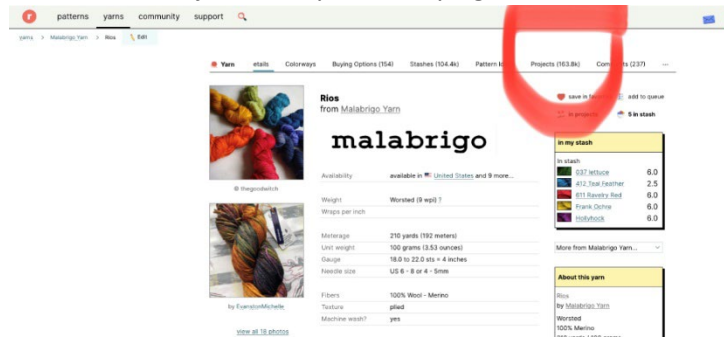 patterns yarns community support
yarns > Malabrigo Yarn > Rios Edit
Yarn etails Colorways Buying Options (154) Stashes (104.4k) Pattern Projects (163.8k) (237) ...
Rios
from Malabrigo Yarn
malabrigo
Availability available in United States and 9 more...
Weight Worsted (9 wpi) ?
Wraps per inch
Meterage 210 yards (192 meters)
Unit weight 100 grams (3.53 ounces)
Gauge 18.0 to 22.0 sts = 4 inches
Needle size US 6 - 8 or 4 - 5mm
Fibers 100% Wool - Merino
Texture plied
Machine wash? yes
© thegoodwitch
by EvanstonMichelle
view all 18 photos
save in add to queue
in projects 5 in stash
in my stash
In stash
037 lettuce 6.0
412 Teal Feather 2.5
611 Ravelry Red 6.0
Frank Ochre 6.0
Hollyhock 6.0
More from Malabrigo Yarn...
About this yarn
Rios
by Malabrigo Yarn
Worsted
100% Merino